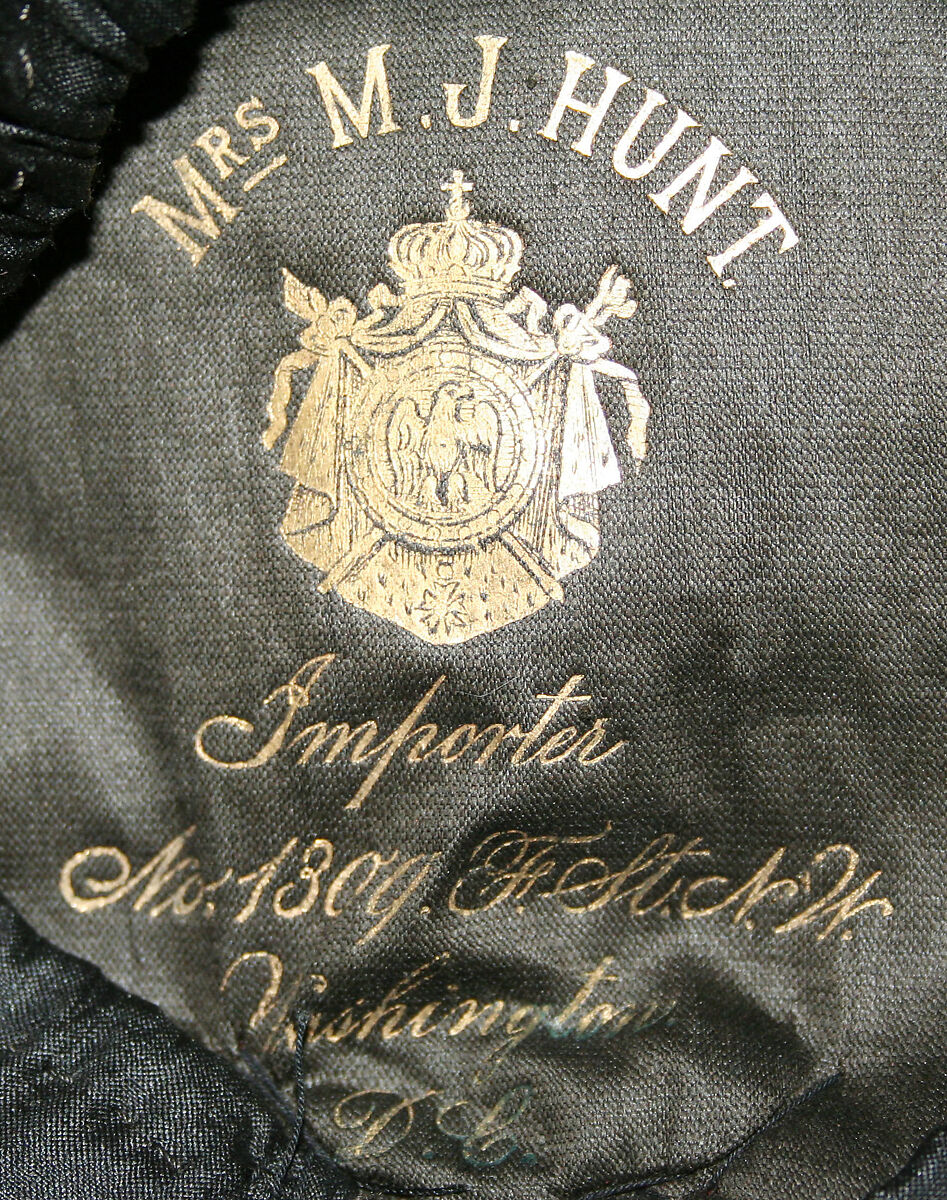 MRS M. J. HUNT.
Importer
No. 1309. F. St. N. W.
Washington
D. C.